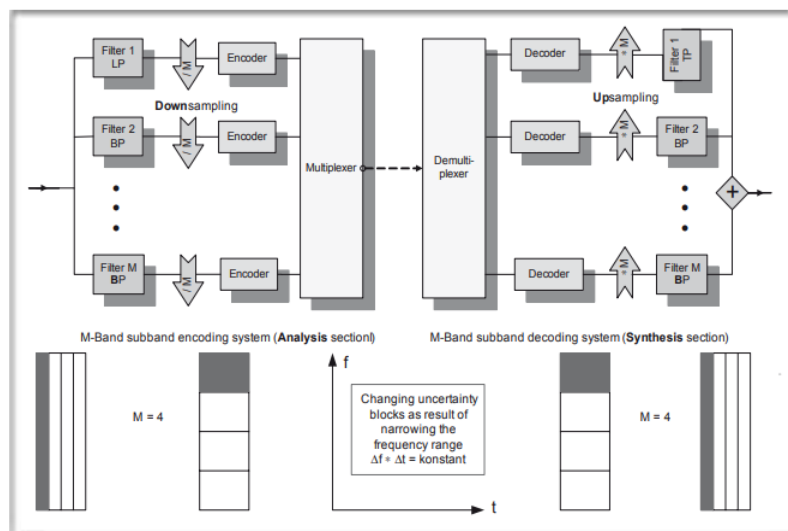 Filter 1
LP
/ M
Encoder
Downsampling
Filter 2
BP
/ M
Encoder
Multiplexer
Filter M
BP
/ M
Encoder
Decoder
* M
Filter 1
TP
Upsampling
Demulti-
plexer
Decoder
* M
Filter 2
BP
+
Decoder
* M
Filter M
BP
M-Band subband encoding system (Analysis sectionl)
M-Band subband decoding system (Synthesis section)
M = 4
f
Changing uncertainty
blocks as result of
narrowing the
frequency range
Δf * Δt = konstant
t
M = 4